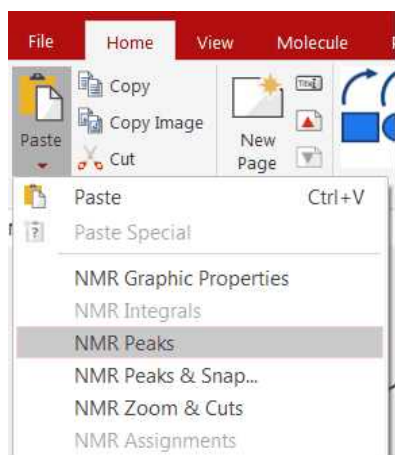 File Home View Molecule
Paste
Copy
Copy Image
Cut
New
Page
Title
Paste Ctrl+V
Paste Special
NMR Graphic Properties
NMR Integrals
NMR Peaks
NMR Peaks & Snap...
NMR Zoom & Cuts
NMR Assignments